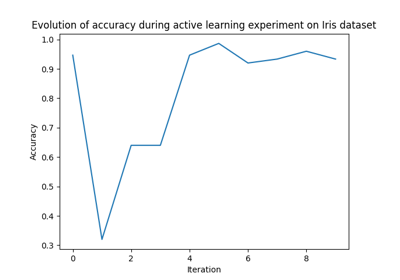 Evolution of accuracy during active learning experiment on Iris dataset
1.0
0.9
0.8
0.7
0.6
0.5
0.4
0.3
Accuracy
0 2 4 6 8
Iteration